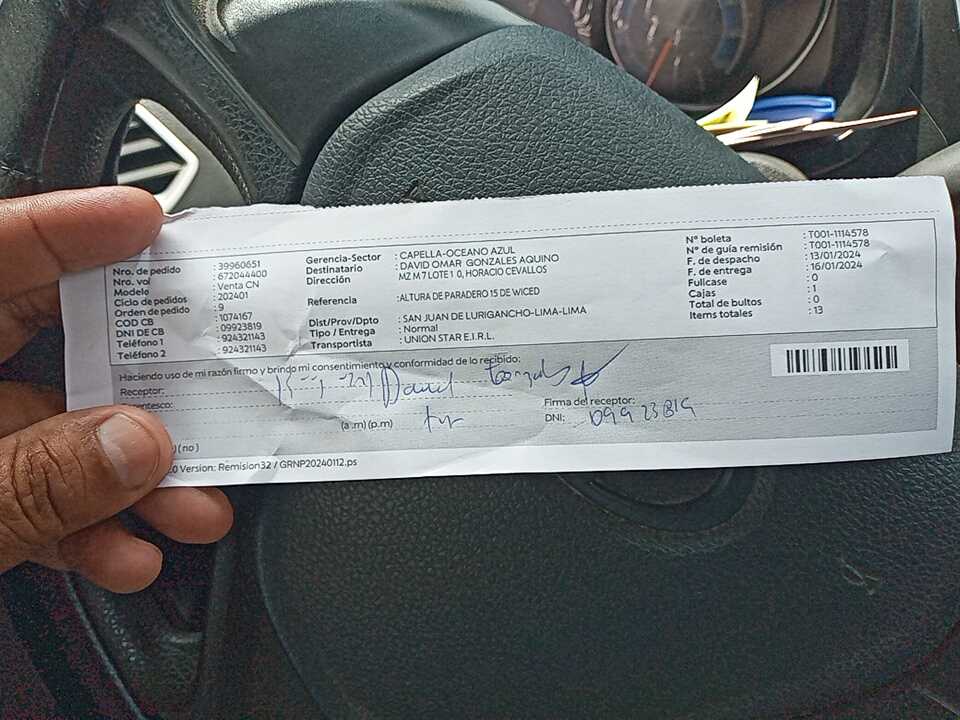 Nro. de pedido : 39960651
Nro. vol : 672044400
Modelo : Venta CN
Ciclo de pedidos : 202401
Orden de pedido : 9
COD CB : 1074167
DNI DE CB : 09923819
Teléfono 1 : 924321143
Teléfono 2 : 924321143
Gerencia-Sector : CAPELLA-OCEANO AZUL
Destinatario : DAVID OMAR GONZALES AQUINO
Dirección : MZ M 7 LOTE 1 0, HORACIO CEVALLOS
Referencia : ALTURA DE PARADERO 15 DE WICED
Dist/Prov/Dpto : SAN JUAN DE LURIGANCHO-LIMA-LIMA
Tipo / Entrega : Normal
Transportista : UNION STAR E.I.R.L.
N° boleta : T001-1114578
N° de guía remisión : T001-1114578
F. de despacho : 13/01/2024
F. de entrega : 16/01/2024
Fullcase : 0
Cajas : 1
Total de bultos : 0
Items totales : 13
Haciendo uso de mi razón firmo y brindo mi consentimiento y conformidad de lo recibido:
Receptor: David Gonzales
entesco:
Firma del receptor:
(a .m) (p.m)
DNI: 09923819
) ( no )
.0 Version: Remision32 / GRNP20240112.ps